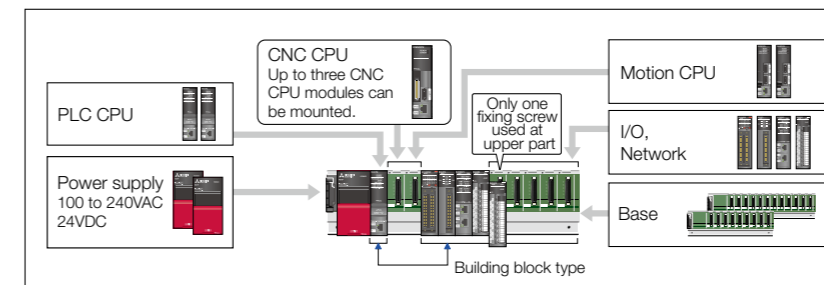 CNC CPU
Up to three CNC
CPU modules can
be mounted.
PLC CPU
Power supply
100 to 240VAC
24VDC
Only one
fixing screw
used at
upper part
Motion CPU
I/O,
Network
Base
Building block type